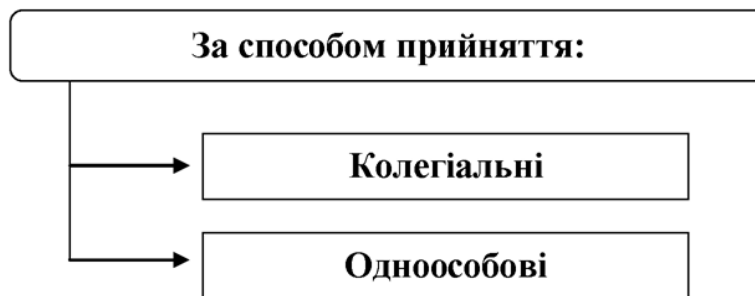 За способом прийняття:
Колегіальні
Одноособові